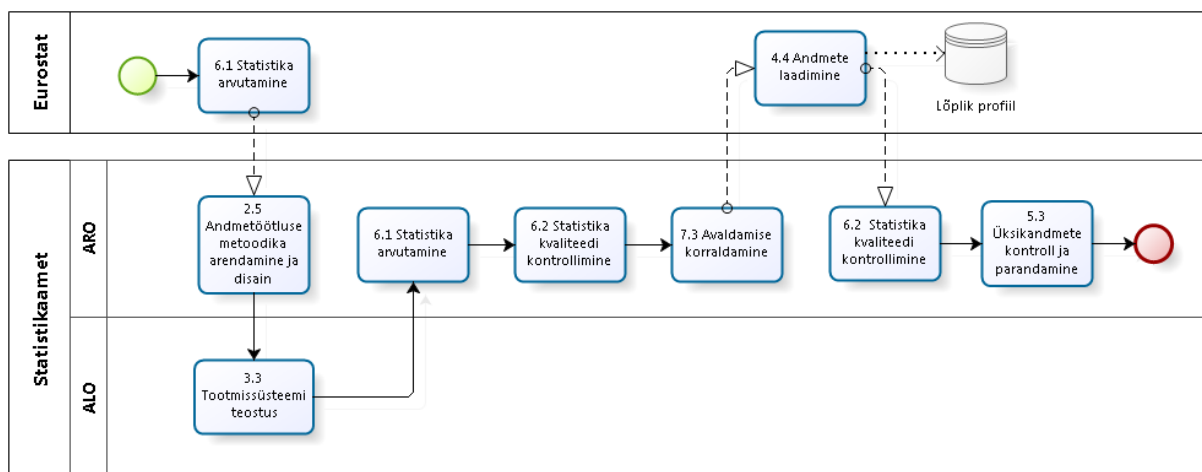 Eurostat
6.1 Statistika
arvutamine
4.4 Andmete
laadimine
Lõplik profiil
Statistikaamet
ARO
2.5
Andmetöötluse
metoodika
arendamine ja
disain
6.1 Statistika
arvutamine
6.2 Statistika
kvaliteedi
kontrollimine
7.3 Avaldamise
korraldamine
6.2 Statistika
kvaliteedi
kontrollimine
5.3
Üksikandmete
kontroll ja
parandamine
ALO
3.3
Tootmissüsteemi
teostus